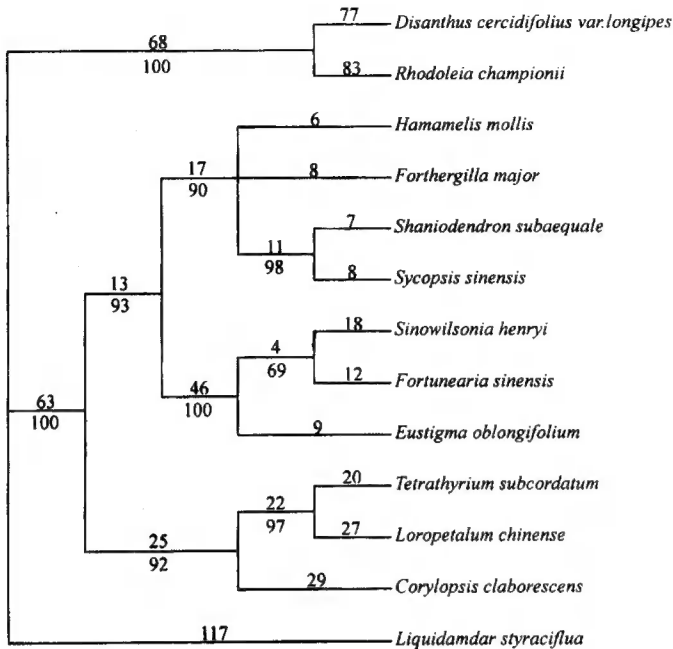 77 Disanthus cercidifolius var.longipes
68
100
83 Rhodoleia championii
6 Hamamelis mollis
17
90
8 Forthergilla major
7 Shaniodendron subaequale
11
98
8 Sycopsis sinensis
13
93
18 Sinowilsonia henryi
4
69
12 Fortunearia sinensis
46
100
9 Eustigma oblongifolium
63
100
20 Tetrathyrium subcordatum
22
97
27 Loropetalum chinense
25
92
29 Corylopsis claborescens
117 Liquidamdar styraciflua